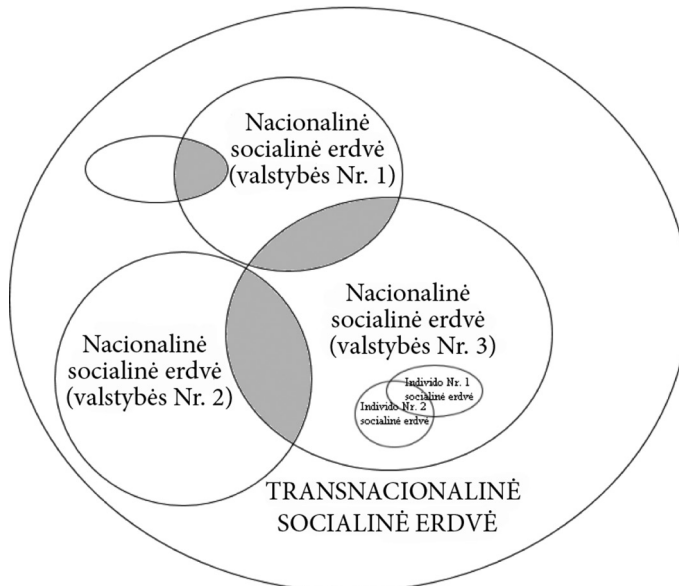 Nacionalinė
socialinė erdvė
(valstybės Nr. 1)
Nacionalinė
socialinė erdvė
(valstybės Nr. 3)
Nacionalinė
socialinė erdvė
(valstybės Nr. 2)
Individo Nr. 1
socialinė erdvė
Individo Nr. 2
socialinė erdvė
TRANSNACIONALINĖ
SOCIALINĖ ERDVĖ